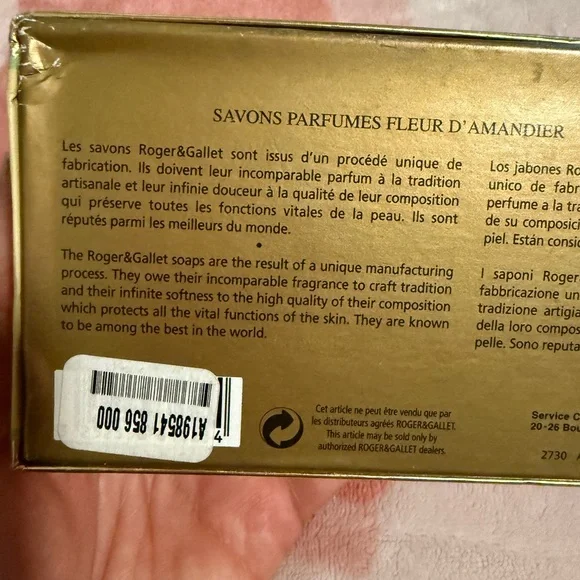 SAVONS PARFUMES FLEUR D'AMANDIER
Les savons Roger&Gallet sont issus d'un procédé unique de
fabrication. Ils doivent leur incomparable parfum à la tradition
artisanale et leur infinie douceur à la qualité de leur composition
qui préserve toutes les fonctions vitales de la peau. Ils sont
réputés parmi les meilleurs du monde.
The Roger&Gallet soaps are the result of a unique manufacturing
process. They owe their incomparable fragrance to craft tradition
and their infinite softness to the high quality of their composition
which protects all the vital functions of the skin. They are known
to be among the best in the world.
Los jabones Ro
unico de fabr
perfume a la tra
de su composici
piel. Están consid
I saponi Roger
fabbricazione un
tradizione artigia
della loro compos
pelle. Sono reputa
A198541 856 000
4
Cet article ne peut être vendu que par
les distributeurs agréés ROGER&GALLET.
This article may be sold only by
authorized ROGER&GALLET dealers.
Service C
20-26 Bou
2730